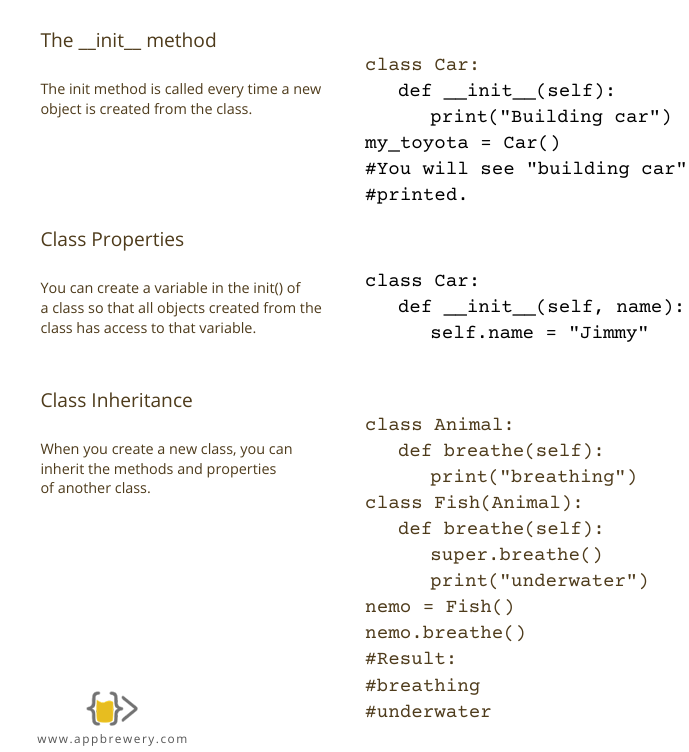 The __init__ method
The init method is called every time a new
object is created from the class.
class Car:
def __init__(self):
print("Building car")
my_toyota = Car()
#You will see "building car"
#printed.
Class Properties
You can create a variable in the init() of
a class so that all objects created from the
class has access to that variable.
class Car:
def __init__(self, name):
self.name = "Jimmy"
Class Inheritance
When you create a new class, you can
inherit the methods and properties
of another class.
class Animal:
def breathe(self):
print("breathing")
class Fish(Animal):
def breathe(self):
super.breathe()
print("underwater")
nemo = Fish()
nemo.breathe()
#Result:
#breathing
#underwater
www.appbrewery.com